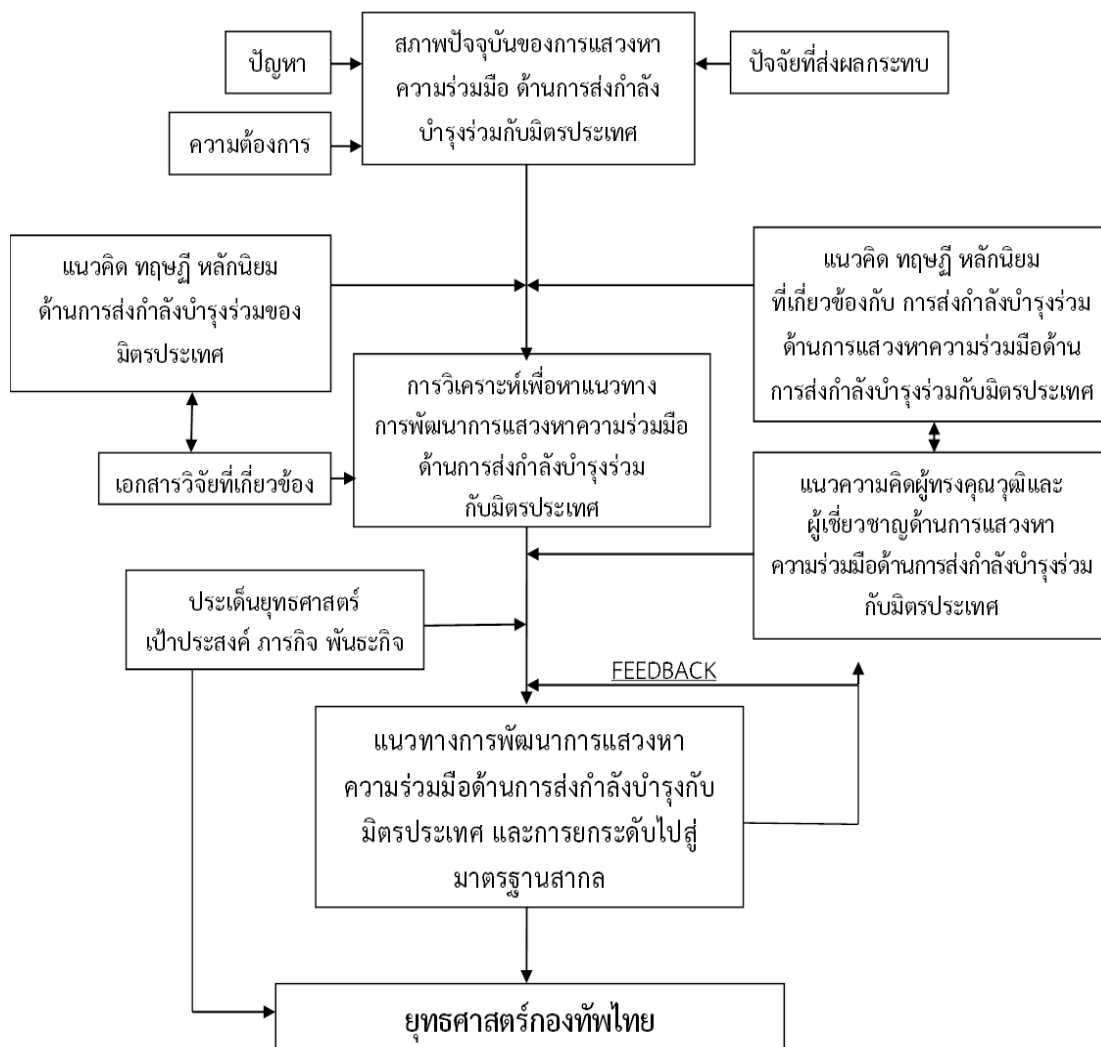 ปัญหา
สภาพปัจจุบันของการแสวงหา
ความร่วมมือ ด้านการส่งกำลัง
บำรุงร่วมกับมิตรประเทศ
ปัจจัยที่ส่งผลกระทบ
ความต้องการ
แนวคิด ทฤษฎี หลักนิยม
ด้านการส่งกำลังบำรุงร่วมของ
มิตรประเทศ
แนวคิด ทฤษฎี หลักนิยม
ที่เกี่ยวข้องกับ การส่งกำลังบำรุงร่วม
ด้านการแสวงหาความร่วมมือด้าน
การส่งกำลังบำรุงร่วมกับมิตรประเทศ
การวิเคราะห์เพื่อหาแนวทาง
การพัฒนาการแสวงหาความร่วมมือ
ด้านการส่งกำลังบำรุงร่วม
กับมิตรประเทศ
เอกสารวิจัยที่เกี่ยวข้อง
แนวความคิดผู้ทรงคุณวุฒิและ
ผู้เชี่ยวชาญด้านการแสวงหา
ความร่วมมือด้านการส่งกำลังบำรุงร่วม
กับมิตรประเทศ
ประเด็นยุทธศาสตร์
เป้าประสงค์ ภารกิจ พันธะกิจ
FEEDBACK
แนวทางการพัฒนาการแสวงหา
ความร่วมมือด้านการส่งกำลังบำรุงกับ
มิตรประเทศ และการยกระดับไปสู่
มาตรฐานสากล
ยุทธศาสตร์กองทัพไทย